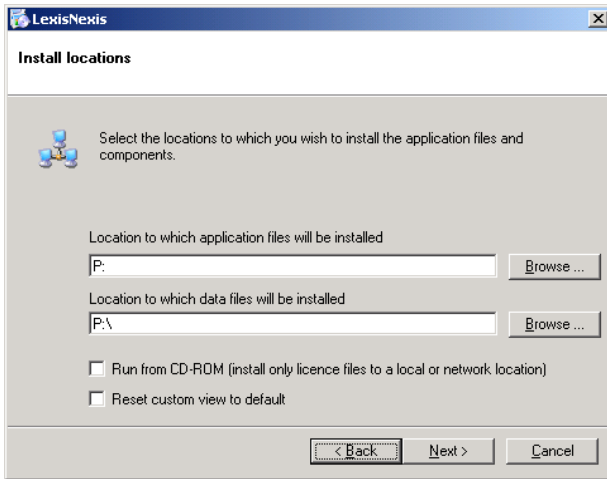 LexisNexis
Install locations
Select the locations to which you wish to install the application files and
components.
Location to which application files will be installed
P:
Browse ...
Location to which data files will be installed
P:\
Browse ...
Run from CD-ROM (install only licence files to a local or network location)
Reset custom view to default
< Back
Next >
Cancel